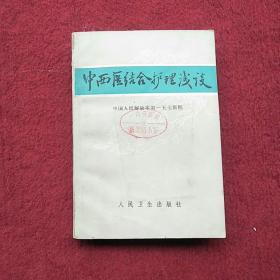 中西医结合护理浅谈
中国人民解放军第一五七医院
人民卫生出版社